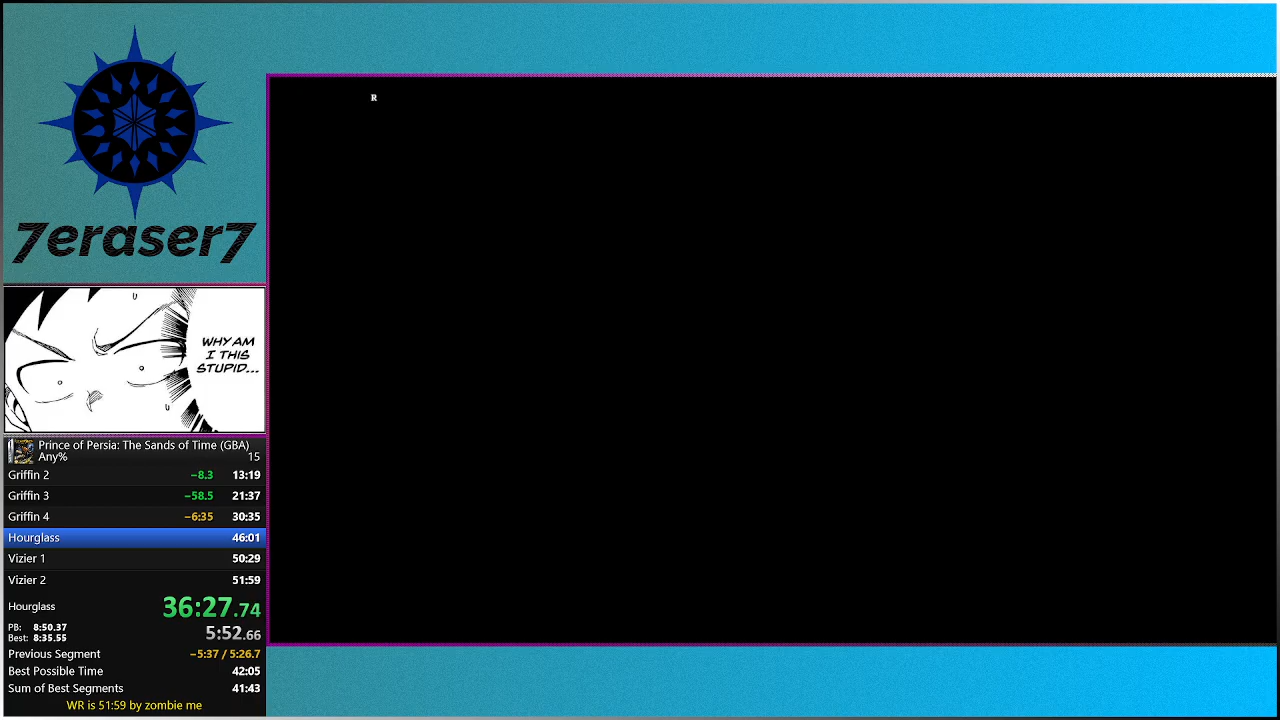 R
7eraser7
WHY AM
I THIS
STUPID...
Prince of Persia: The Sands of Time (GBA)
Any% 15
Griffin 2 −8.3 13:19
Griffin 3 −58.5 21:37
Griffin 4 −6:35 30:35
Hourglass 46:01
Vizier 1 50:29
Vizier 2 51:59
Hourglass 36:27.74
PB: 8:50.37
Best: 8:35.55 5:52.66
Previous Segment −5:37 / 5:26.7
Best Possible Time 42:05
Sum of Best Segments 41:43
WR is 51:59 by zombie me